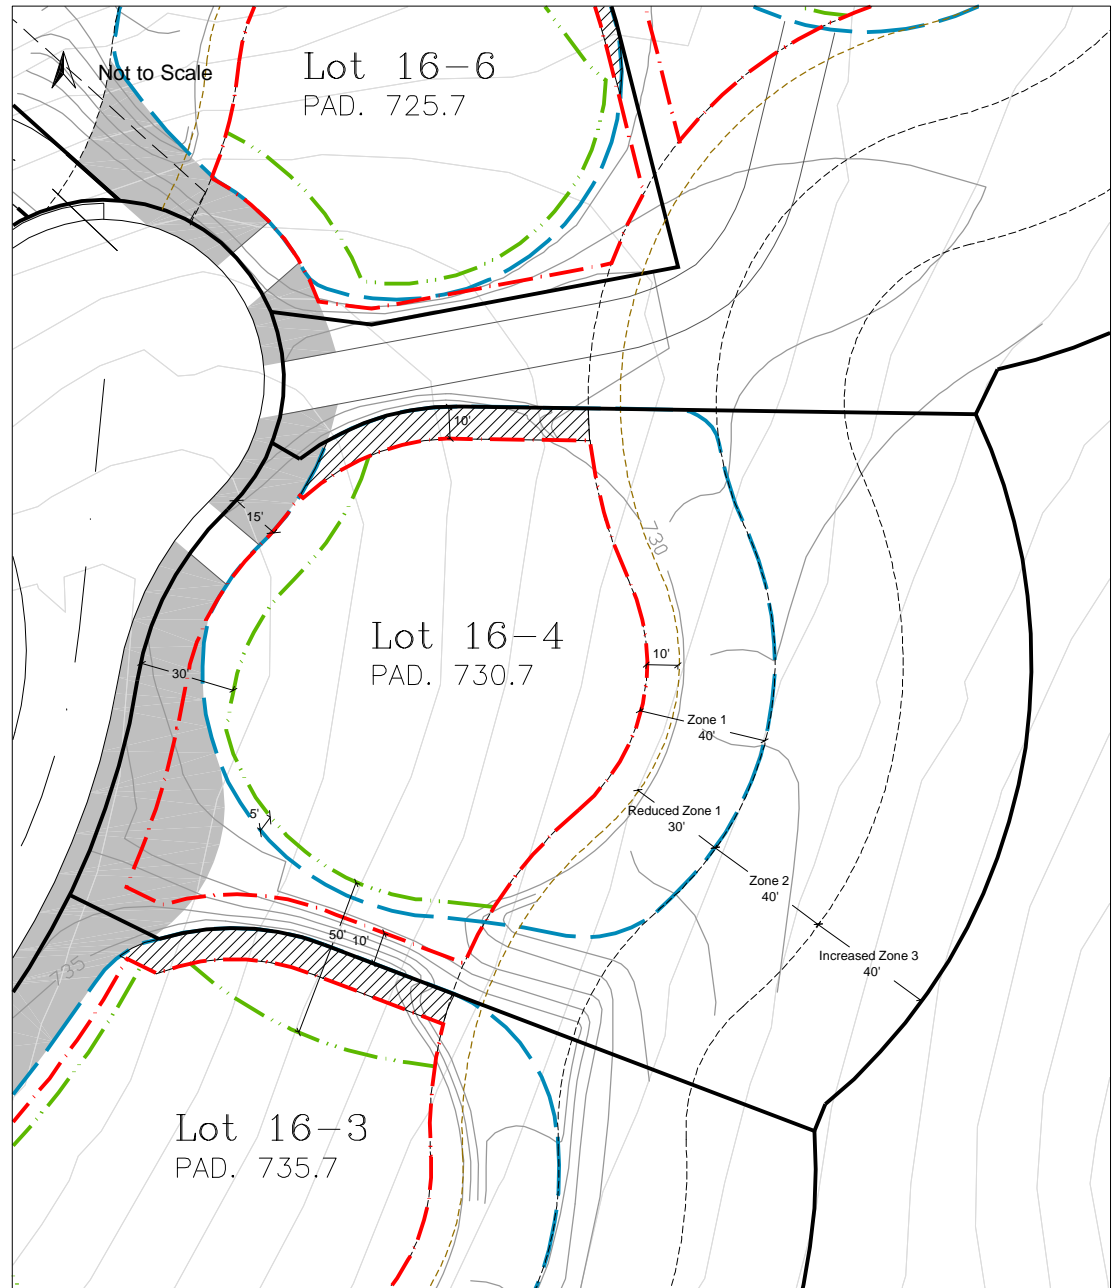 Lot 16-6
PAD. 725.7
Not to Scale
10'
15'
730
Lot 16-4
PAD. 730.7
10'
30'
Zone 1
40'
Reduced Zone 1
30'
5'
Zone 2
40'
50'
10'
Increased Zone 3
40'
735
Lot 16-3
PAD. 735.7